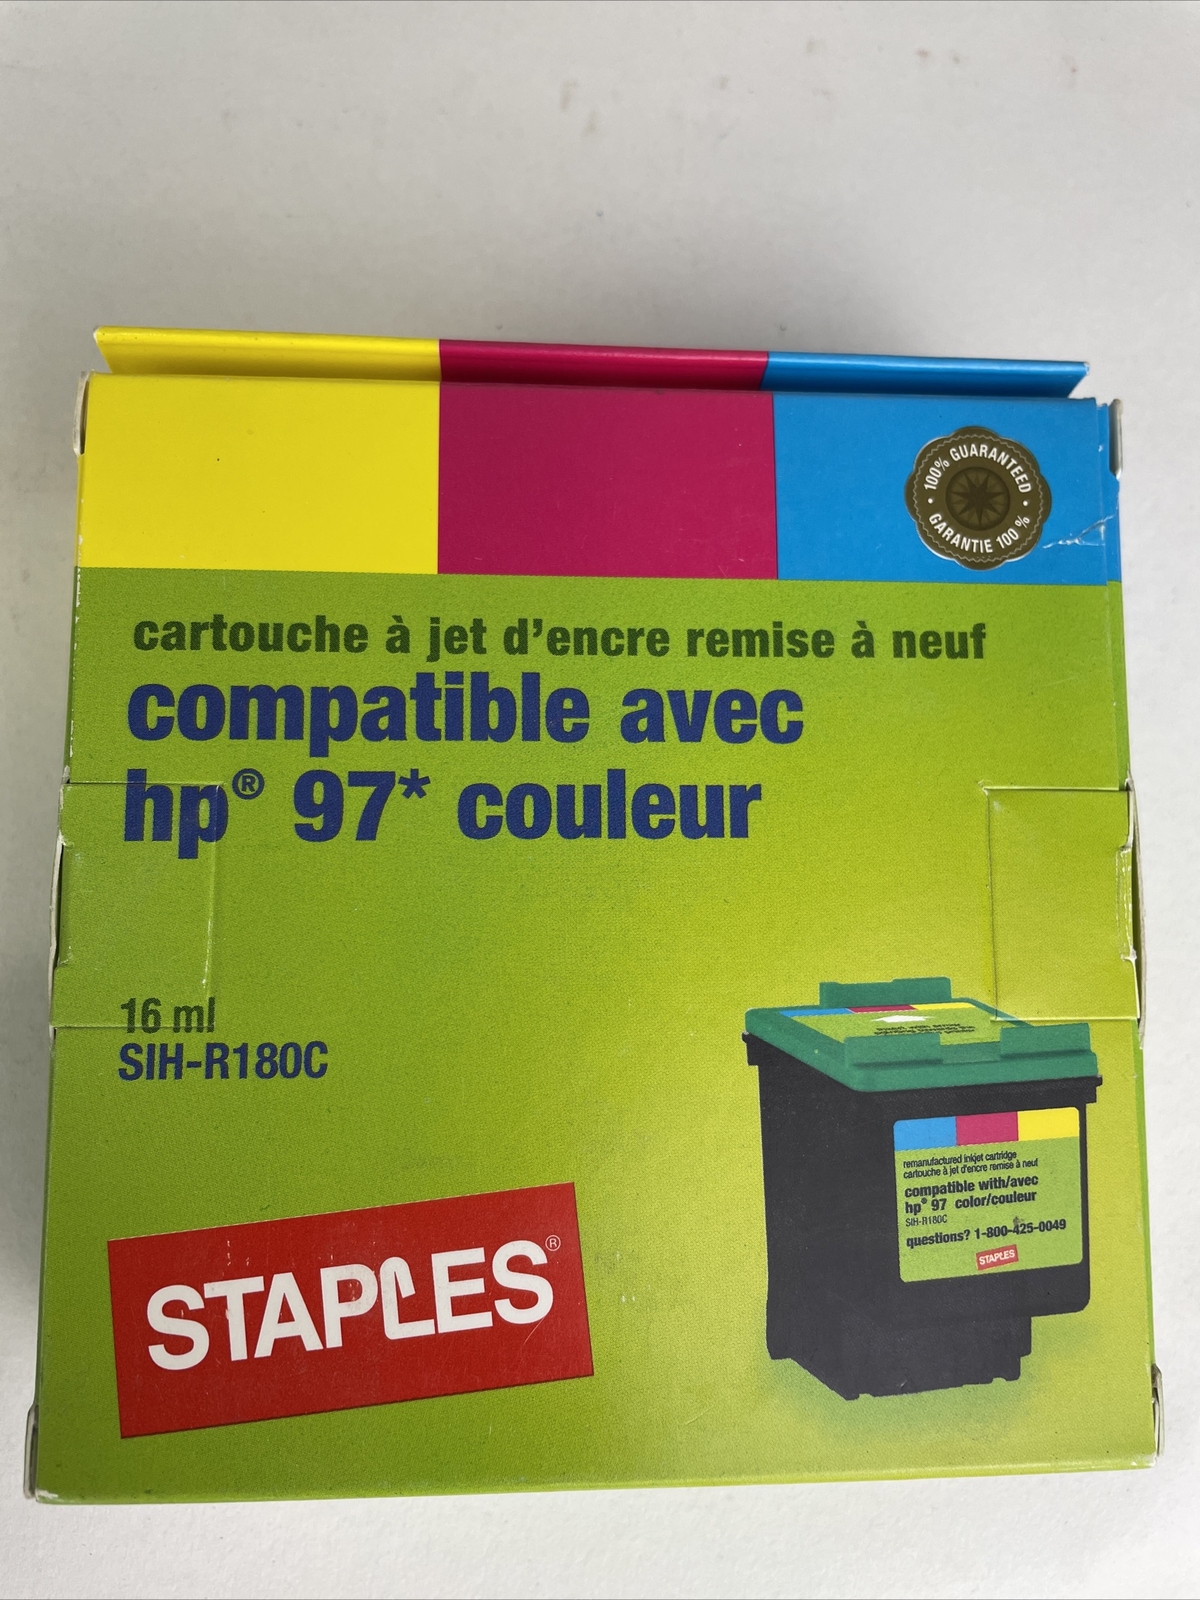 100% GUARANTEED
GARANTIE 100 %
cartouche à jet d'encre remise à neuf
compatible avec
hp® 97* couleur
16 ml
SIH-R180C
STAPLES®
remanufactured inkjet cartridge
cartouche à jet d'encre remise à neuf
compatible with/avec
hp® 97 color/couleur
SIH-R180C
questions? 1-800-425-0049
STAPLES